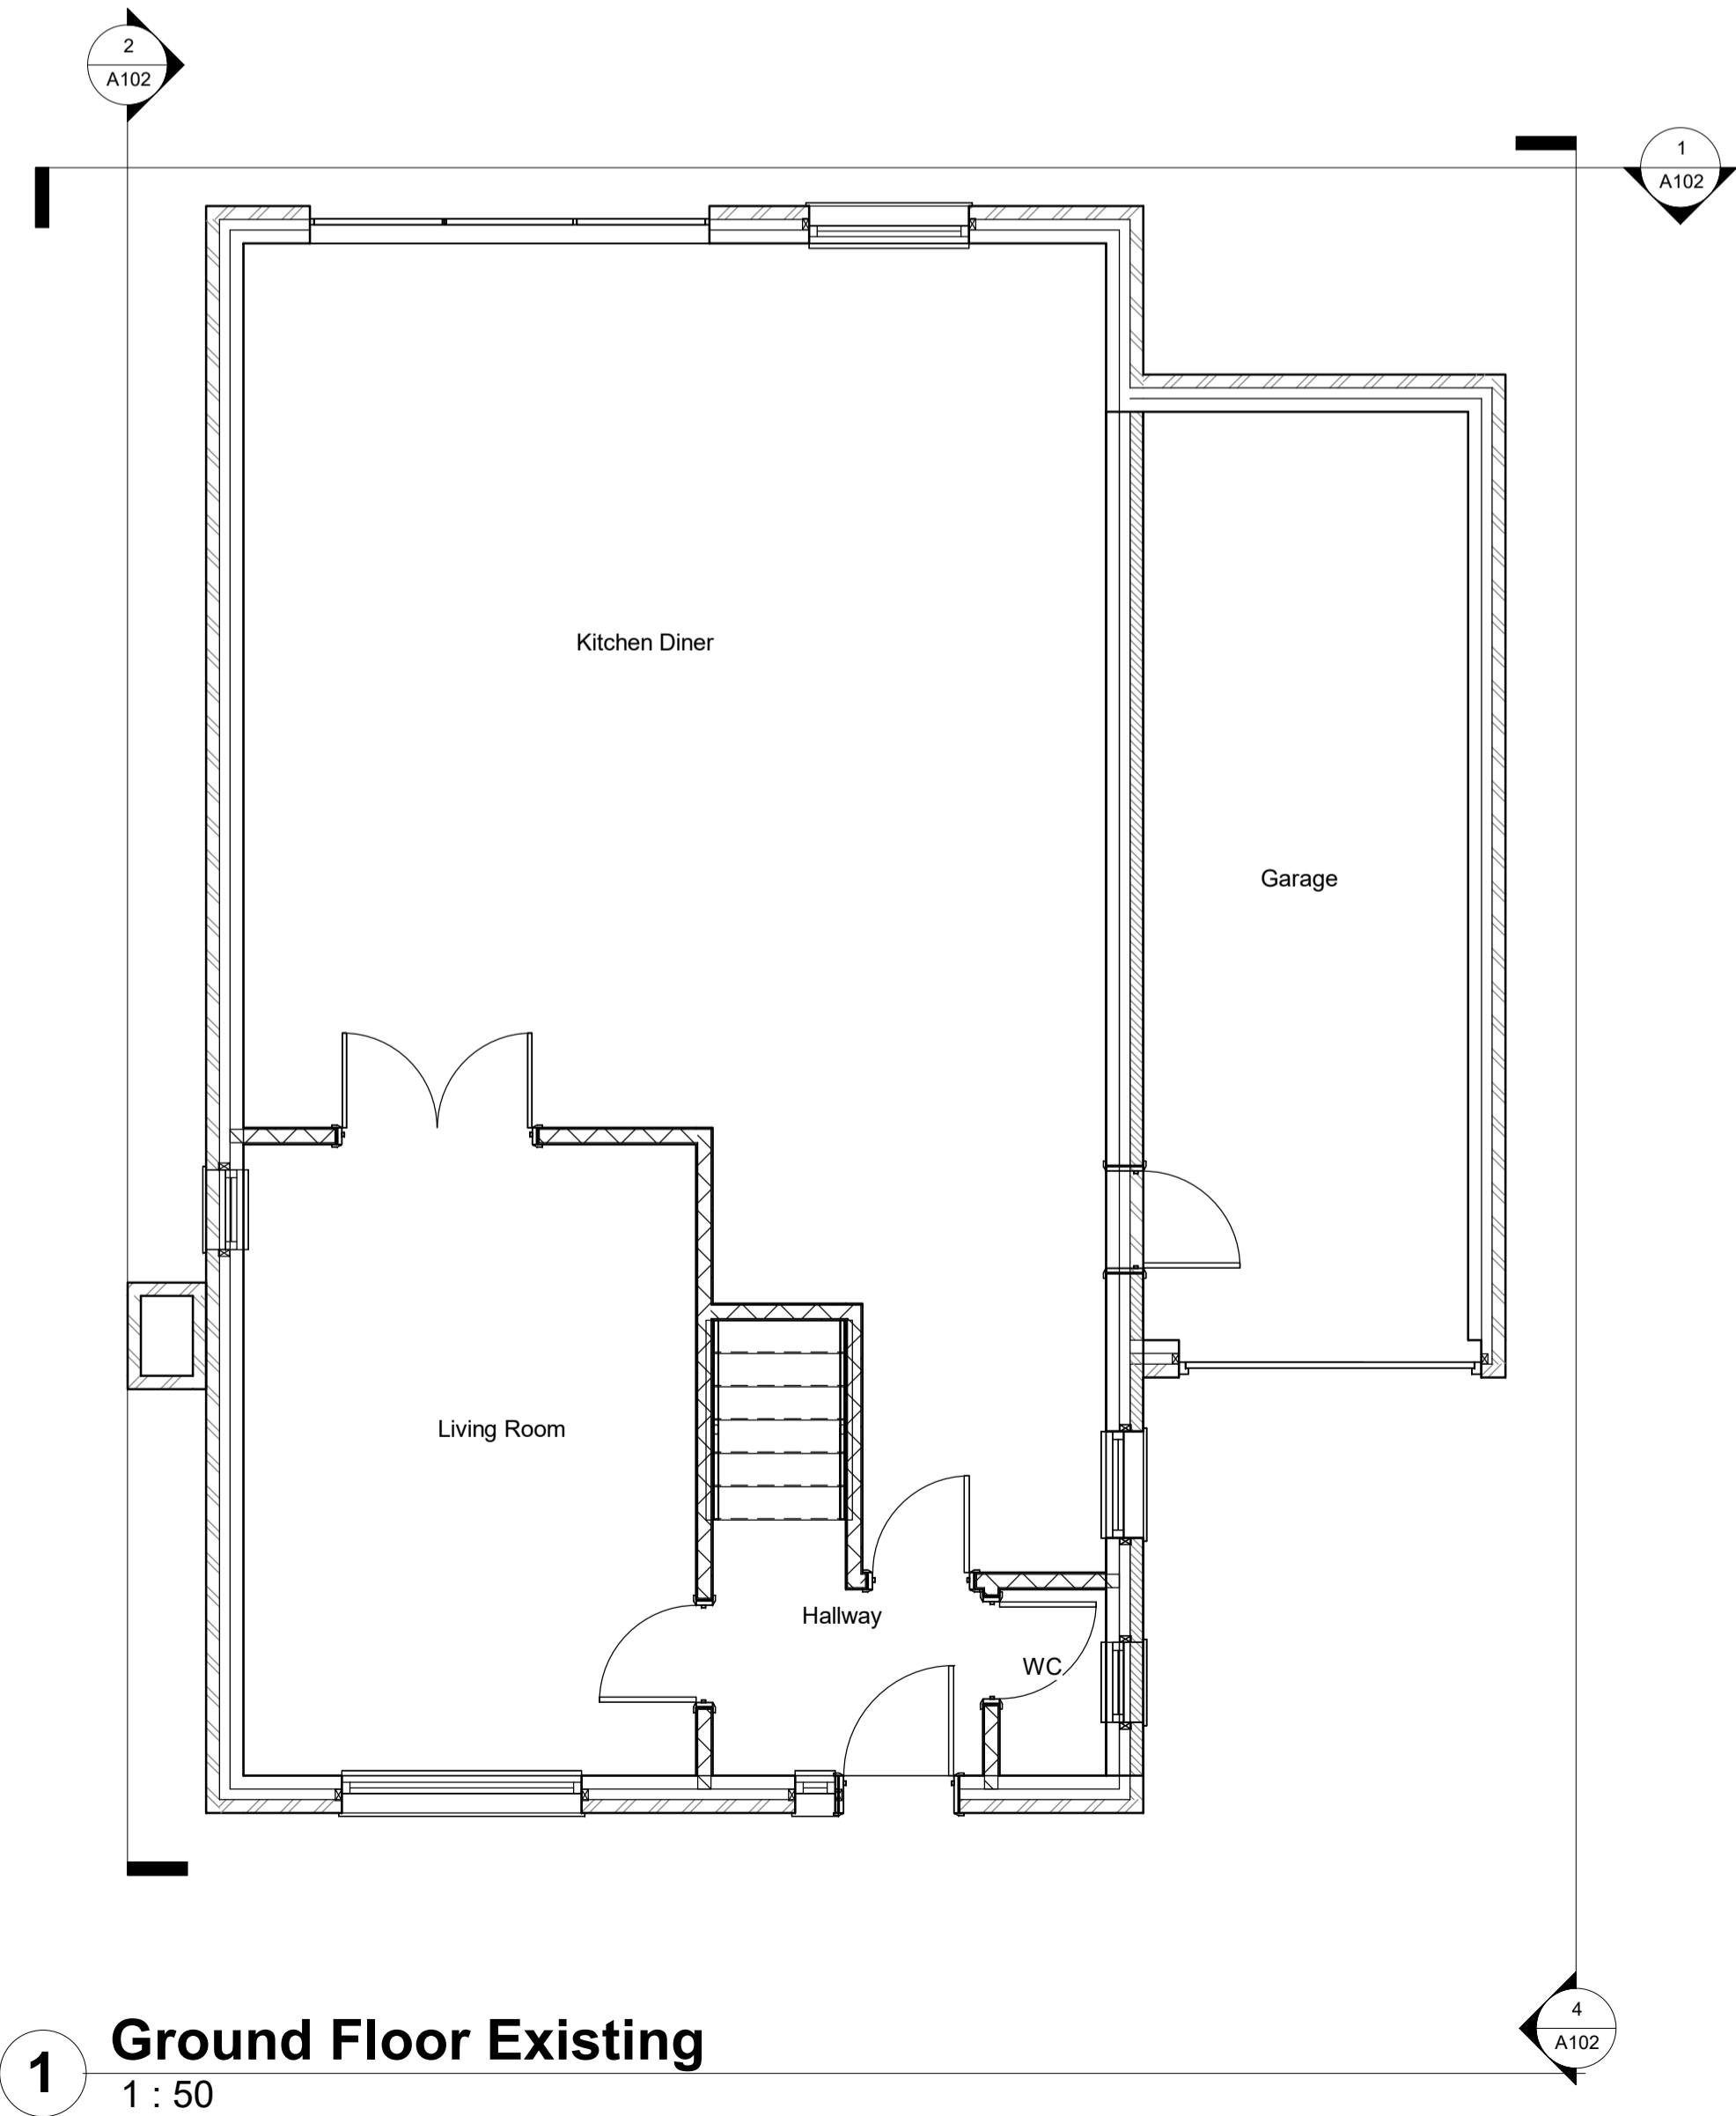 2
A102
1
A102
Kitchen Diner
Garage
Living Room
Hallway
WC
4
A102
1
Ground Floor Existing
1 : 50